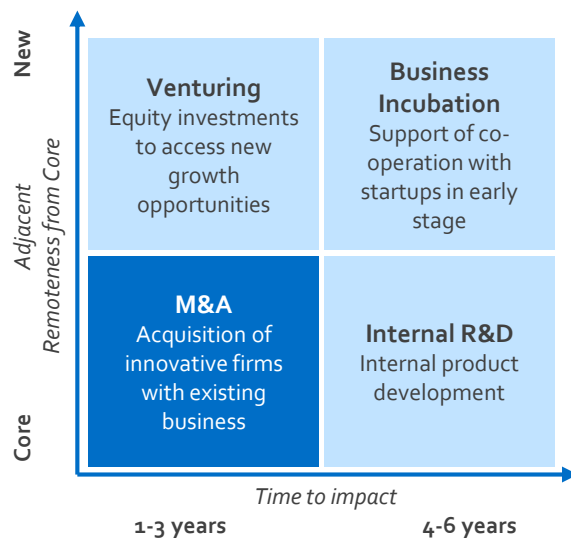 New
Adjacent
Remoteness from Core
Core
Venturing
Equity investments
to access new
growth
opportunities
Business
Incubation
Support of co-
operation with
startups in early
stage
M&A
Acquisition of
innovative firms
with existing
business
Internal R&D
Internal product
development
Time to impact
1-3 years
4-6 years